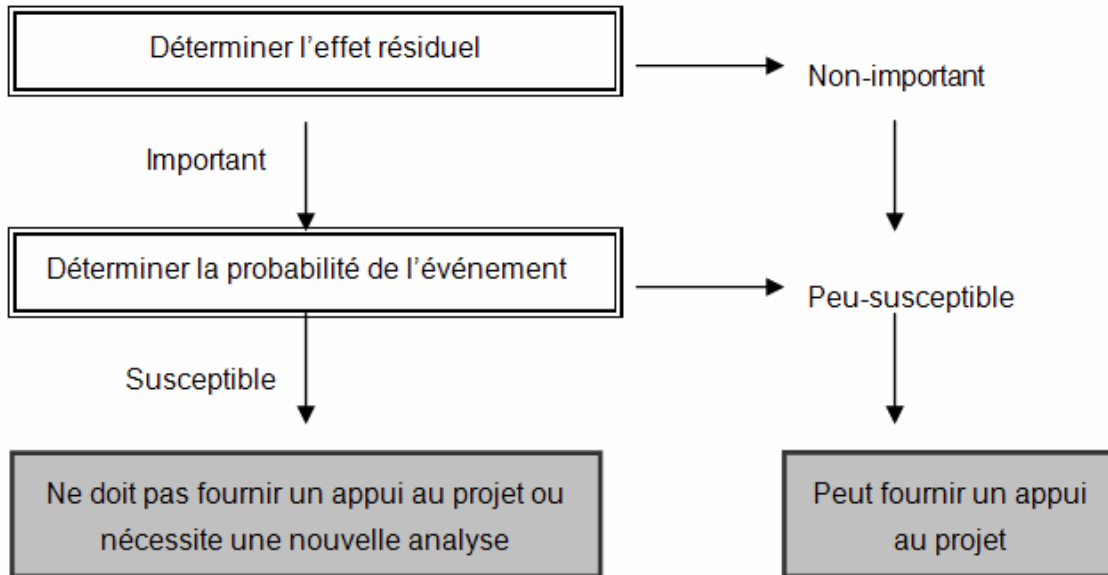 Déterminer l’effet résiduel
Non-important
Important
Déterminer la probabilité de l’événement
Peu-susceptible
Susceptible
Ne doit pas fournir un appui au projet ou
nécessite une nouvelle analyse
Peut fournir un appui
au projet